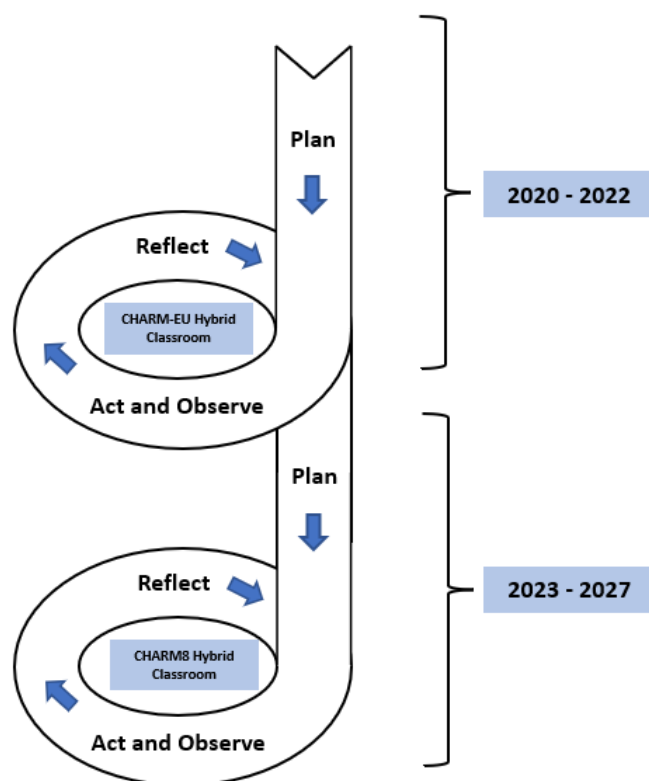 Plan
2020 - 2022
Reflect
CHARM-EU Hybrid
Classroom
Act and Observe
Plan
Reflect
2023 - 2027
CHARM8 Hybrid
Classroom
Act and Observe